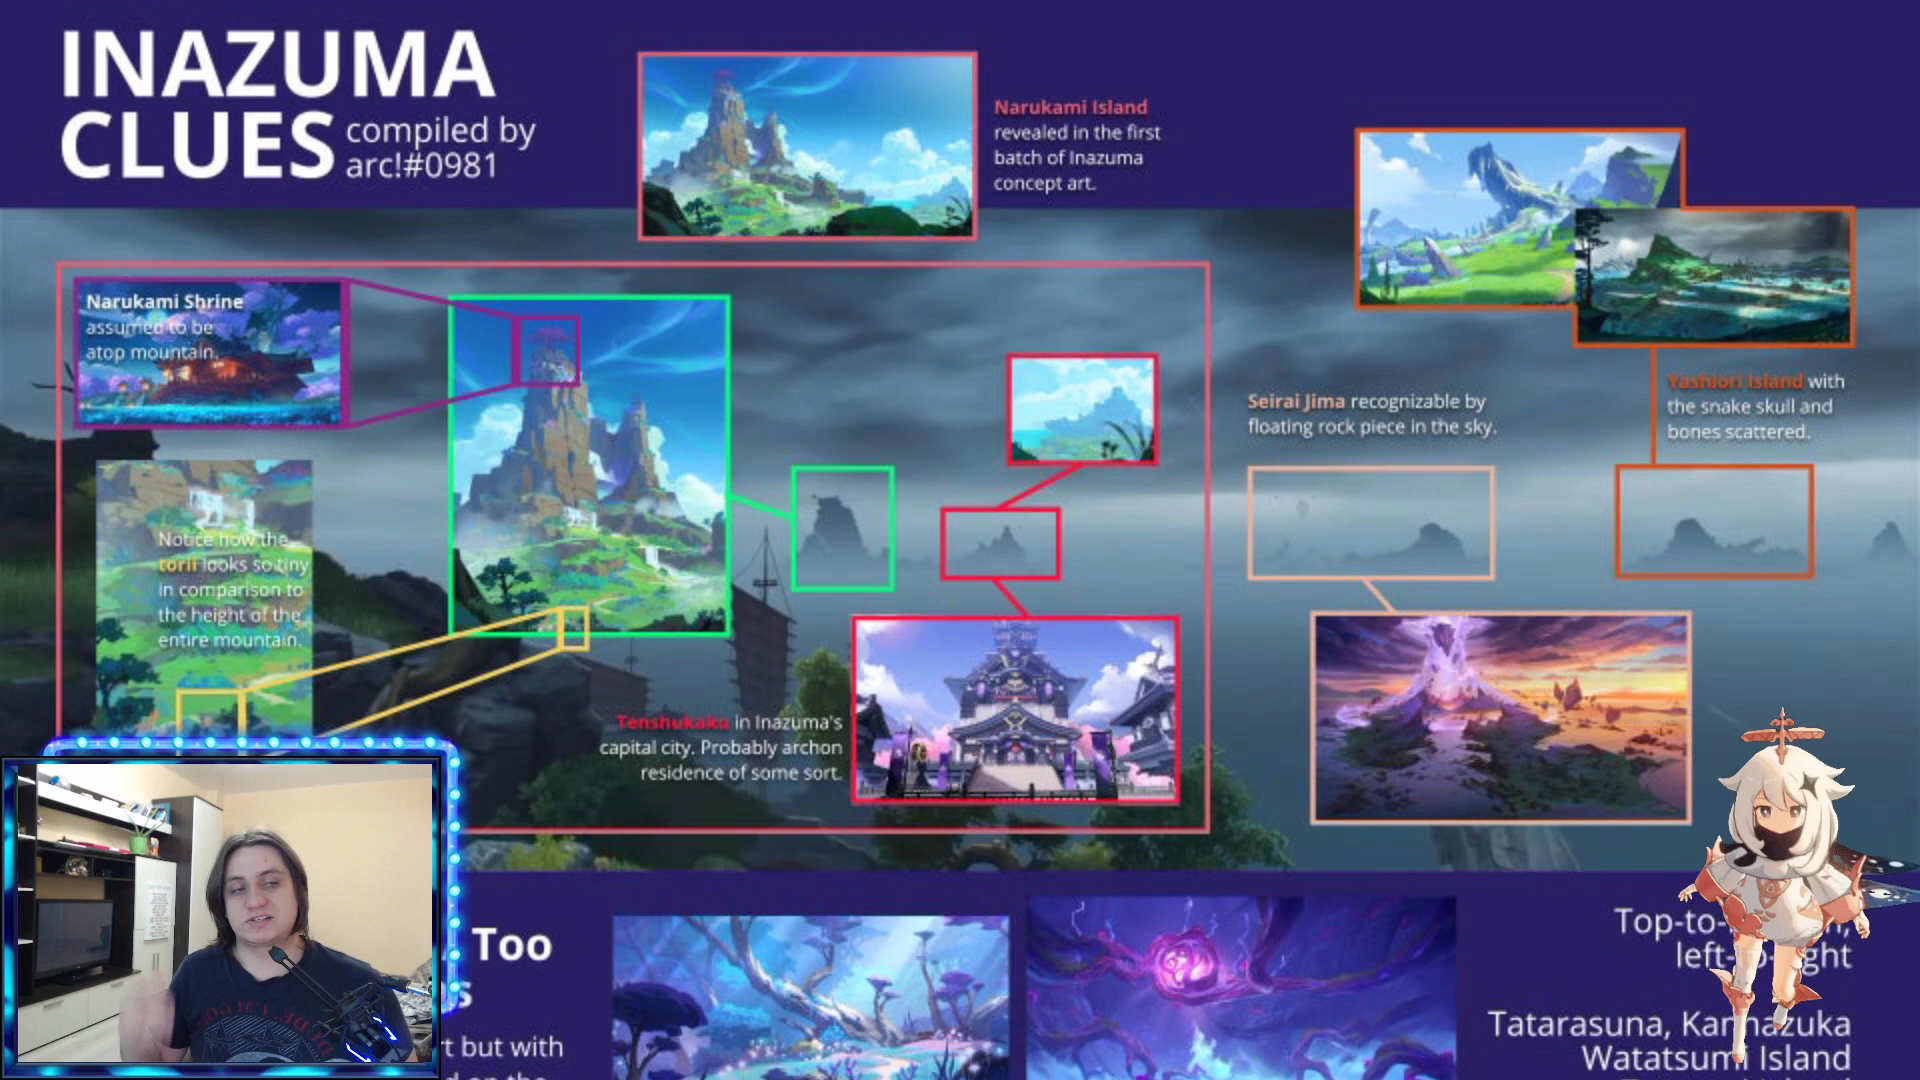 INAZUMA
CLUES compiled by
arc!#0981
Narukami Island
revealed in the first
batch of Inazuma
concept art.
Narukami Shrine
assumed to be
atop mountain.
Notice how the
torii looks so tiny
in comparison to
the height of the
entire mountain.
Tenshukaku in Inazuma's
capital city. Probably archon
residence of some sort.
Seirai Jima recognizable by
floating rock piece in the sky.
Yashiori Island with
the snake skull and
bones scattered.
Too
but with
Top-to-
Tatarasuna, Kannazuka
Watatsumi Island